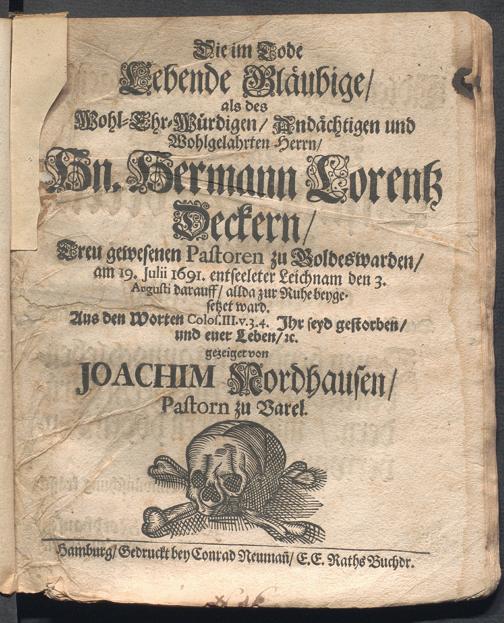 Die im Tode
Lebende Gläubige/
als des
Wohl-Ehr-Würdigen/ Andächtigen und
Wohlgelahrten Herrn/
Hn. Hermann Lorentz
Deckern/
Treu gewesenen Pastoren zu Goldeswarden/
am 19. Julii 1691. entseeleter Leichnam den 3.
Augusti darauff/ allda zur Ruhe beyge-
setzet ward.
Aus den Worten Colos. III. v. 3. 4. Ihr seyd gestorben/
und euer Leben/ ꝛc.
gezeiget von
JOACHIM Nordhausen/
Pastorn zu Varel.
Hamburg/ Gedruckt bey Conrad Neumañ/ E. E. Raths Buchdr.